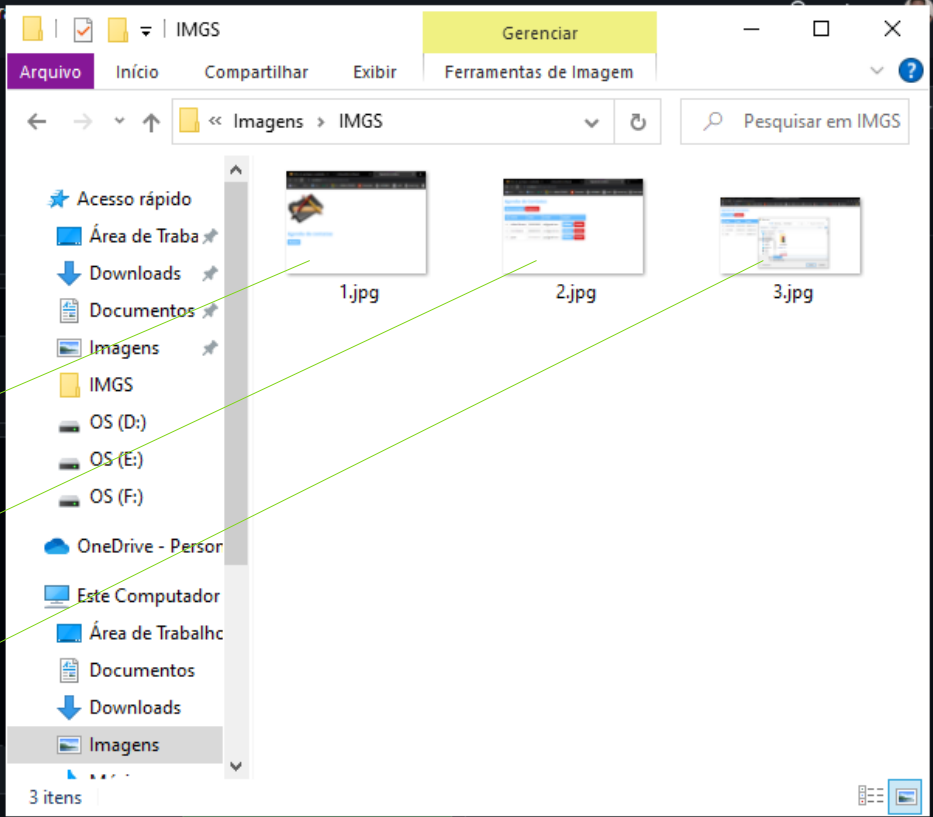 IMGS
Gerenciar
Arquivo
Início
Compartilhar
Exibir
Ferramentas de Imagem
Imagens
IMGS
Pesquisar em IMGS
Acesso rápido
Área de Traba
Downloads
Documentos
Imagens
IMGS
OS (D:)
OS (E:)
OS (F:)
OneDrive - Person
Este Computador
Área de Trabalho
Documentos
Downloads
Imagens
1.jpg
2.jpg
3.jpg
3 itens